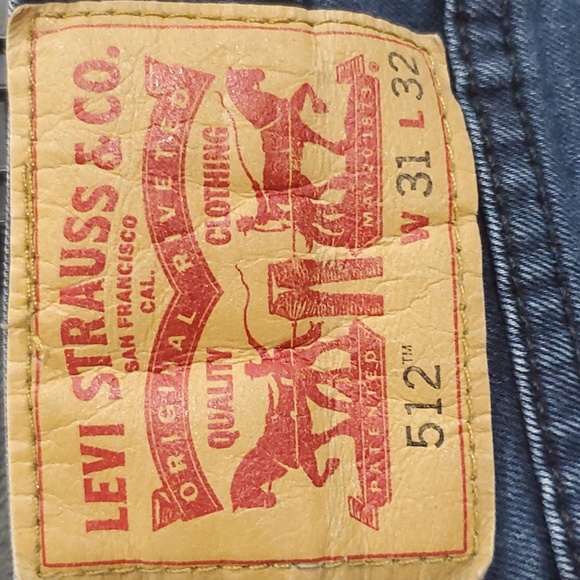 LEVI STRAUSS & CO.
SAN FRANCISCO
CAL.
ORIGINAL RIVETED
QUALITY CLOTHING
PATENTED MAY 20 1873 ®
512™ W 31 L 32